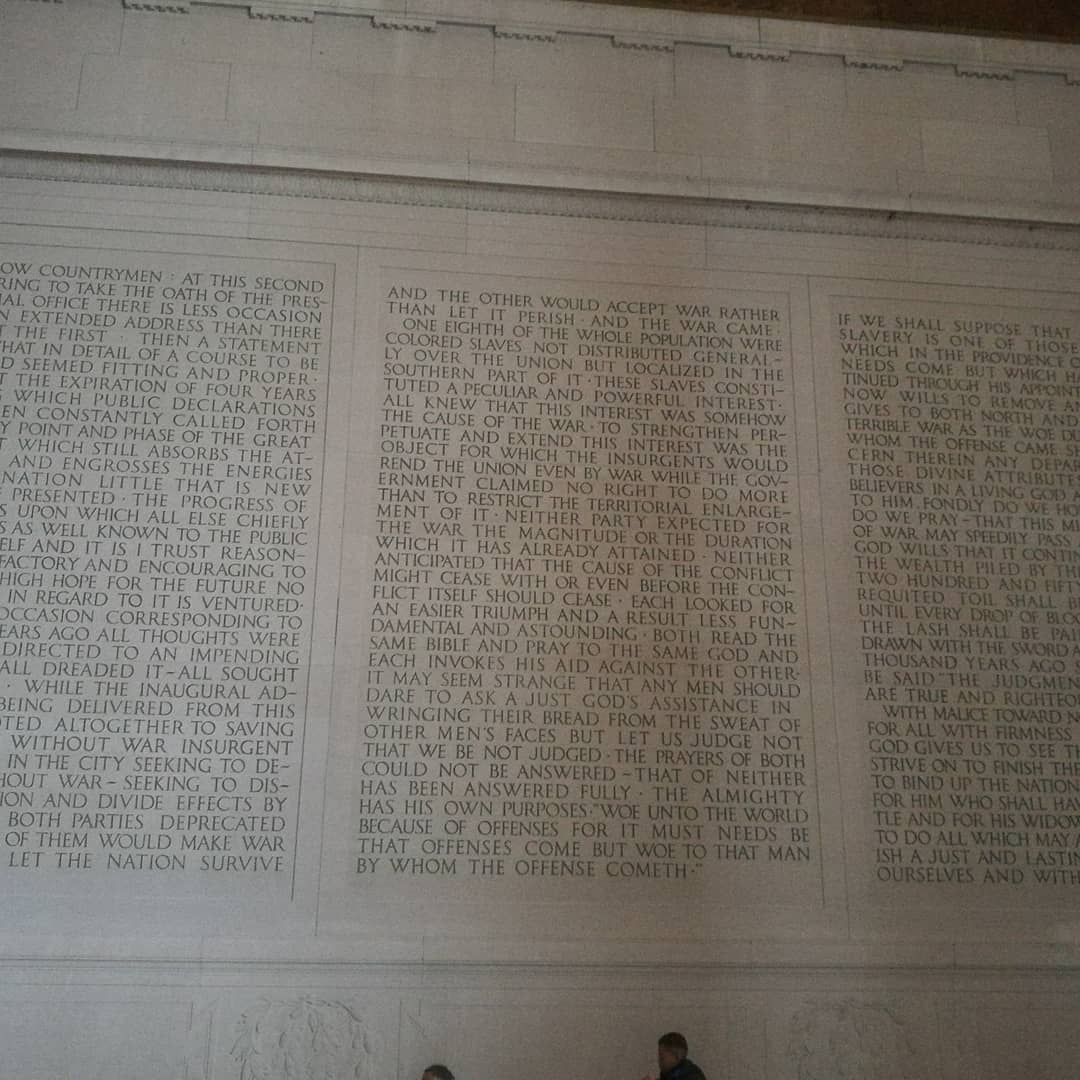 OW COUNTRYMEN : AT THIS SECOND
RING TO TAKE THE OATH OF THE PRES-
IAL OFFICE THERE IS LESS OCCASION
N EXTENDED ADDRESS THAN THERE
T THE FIRST · THEN A STATEMENT
HAT IN DETAIL OF A COURSE TO BE
D SEEMED FITTING AND PROPER ·
T THE EXPIRATION OF FOUR YEARS
G WHICH PUBLIC DECLARATIONS
EEN CONSTANTLY CALLED FORTH
Y POINT AND PHASE OF THE GREAT
T WHICH STILL ABSORBS THE AT-
AND ENGROSSES THE ENERGIES
NATION LITTLE THAT IS NEW
E PRESENTED · THE PROGRESS OF
S UPON WHICH ALL ELSE CHIEFLY
S AS WELL KNOWN TO THE PUBLIC
ELF AND IT IS I TRUST REASON-
FACTORY AND ENCOURAGING TO
HIGH HOPE FOR THE FUTURE NO
IN REGARD TO IT IS VENTURED ·
OCCASION CORRESPONDING TO
EARS AGO ALL THOUGHTS WERE
DIRECTED TO AN IMPENDING
ALL DREADED IT – ALL SOUGHT
· WHILE THE INAUGURAL AD-
BEING DELIVERED FROM THIS
OTED ALTOGETHER TO SAVING
WITHOUT WAR INSURGENT
IN THE CITY SEEKING TO DE-
HOUT WAR – SEEKING TO DIS-
ION AND DIVIDE EFFECTS BY
BOTH PARTIES DEPRECATED
OF THEM WOULD MAKE WAR
LET THE NATION SURVIVE
AND THE OTHER WOULD ACCEPT WAR RATHER
THAN LET IT PERISH · AND THE WAR CAME ·
ONE EIGHTH OF THE WHOLE POPULATION WERE
COLORED SLAVES NOT DISTRIBUTED GENERAL-
LY OVER THE UNION BUT LOCALIZED IN THE
SOUTHERN PART OF IT · THESE SLAVES CONSTI-
TUTED A PECULIAR AND POWERFUL INTEREST ·
ALL KNEW THAT THIS INTEREST WAS SOMEHOW
THE CAUSE OF THE WAR · TO STRENGTHEN PER-
PETUATE AND EXTEND THIS INTEREST WAS THE
OBJECT FOR WHICH THE INSURGENTS WOULD
REND THE UNION EVEN BY WAR WHILE THE GOV-
ERNMENT CLAIMED NO RIGHT TO DO MORE
THAN TO RESTRICT THE TERRITORIAL ENLARGE-
MENT OF IT · NEITHER PARTY EXPECTED FOR
THE WAR THE MAGNITUDE OR THE DURATION
WHICH IT HAS ALREADY ATTAINED · NEITHER
ANTICIPATED THAT THE CAUSE OF THE CONFLICT
MIGHT CEASE WITH OR EVEN BEFORE THE CON-
FLICT ITSELF SHOULD CEASE · EACH LOOKED FOR
AN EASIER TRIUMPH AND A RESULT LESS FUN-
DAMENTAL AND ASTOUNDING · BOTH READ THE
SAME BIBLE AND PRAY TO THE SAME GOD AND
EACH INVOKES HIS AID AGAINST THE OTHER ·
IT MAY SEEM STRANGE THAT ANY MEN SHOULD
DARE TO ASK A JUST GOD'S ASSISTANCE IN
WRINGING THEIR BREAD FROM THE SWEAT OF
OTHER MEN'S FACES BUT LET US JUDGE NOT
THAT WE BE NOT JUDGED · THE PRAYERS OF BOTH
COULD NOT BE ANSWERED – THAT OF NEITHER
HAS BEEN ANSWERED FULLY · THE ALMIGHTY
HAS HIS OWN PURPOSES · "WOE UNTO THE WORLD
BECAUSE OF OFFENSES FOR IT MUST NEEDS BE
THAT OFFENSES COME BUT WOE TO THAT MAN
BY WHOM THE OFFENSE COMETH · "
IF WE SHALL SUPPOSE THAT
SLAVERY IS ONE OF THOSE
WHICH IN THE PROVIDENCE O
NEEDS COME BUT WHICH HA
TINUED THROUGH HIS APPOINT
NOW WILLS TO REMOVE AN
GIVES TO BOTH NORTH AND
TERRIBLE WAR AS THE WOE DU
WHOM THE OFFENSE CAME SH
CERN THEREIN ANY DEPAR
THOSE DIVINE ATTRIBUTES
BELIEVERS IN A LIVING GOD A
TO HIM · FONDLY DO WE HO
DO WE PRAY – THAT THIS MI
OF WAR MAY SPEEDILY PASS A
GOD WILLS THAT IT CONTIN
THE WEALTH PILED BY THE
TWO HUNDRED AND FIFTY
REQUITED TOIL SHALL BE
UNTIL EVERY DROP OF BLOO
THE LASH SHALL BE PAI
DRAWN WITH THE SWORD A
THOUSAND YEARS AGO S
BE SAID "THE JUDGMEN
ARE TRUE AND RIGHTEO
WITH MALICE TOWARD N
FOR ALL WITH FIRMNESS
GOD GIVES US TO SEE TH
STRIVE ON TO FINISH THE
TO BIND UP THE NATION
FOR HIM WHO SHALL HAV
TLE AND FOR HIS WIDOW
TO DO ALL WHICH MAY A
ISH A JUST AND LASTIN
OURSELVES AND WITH